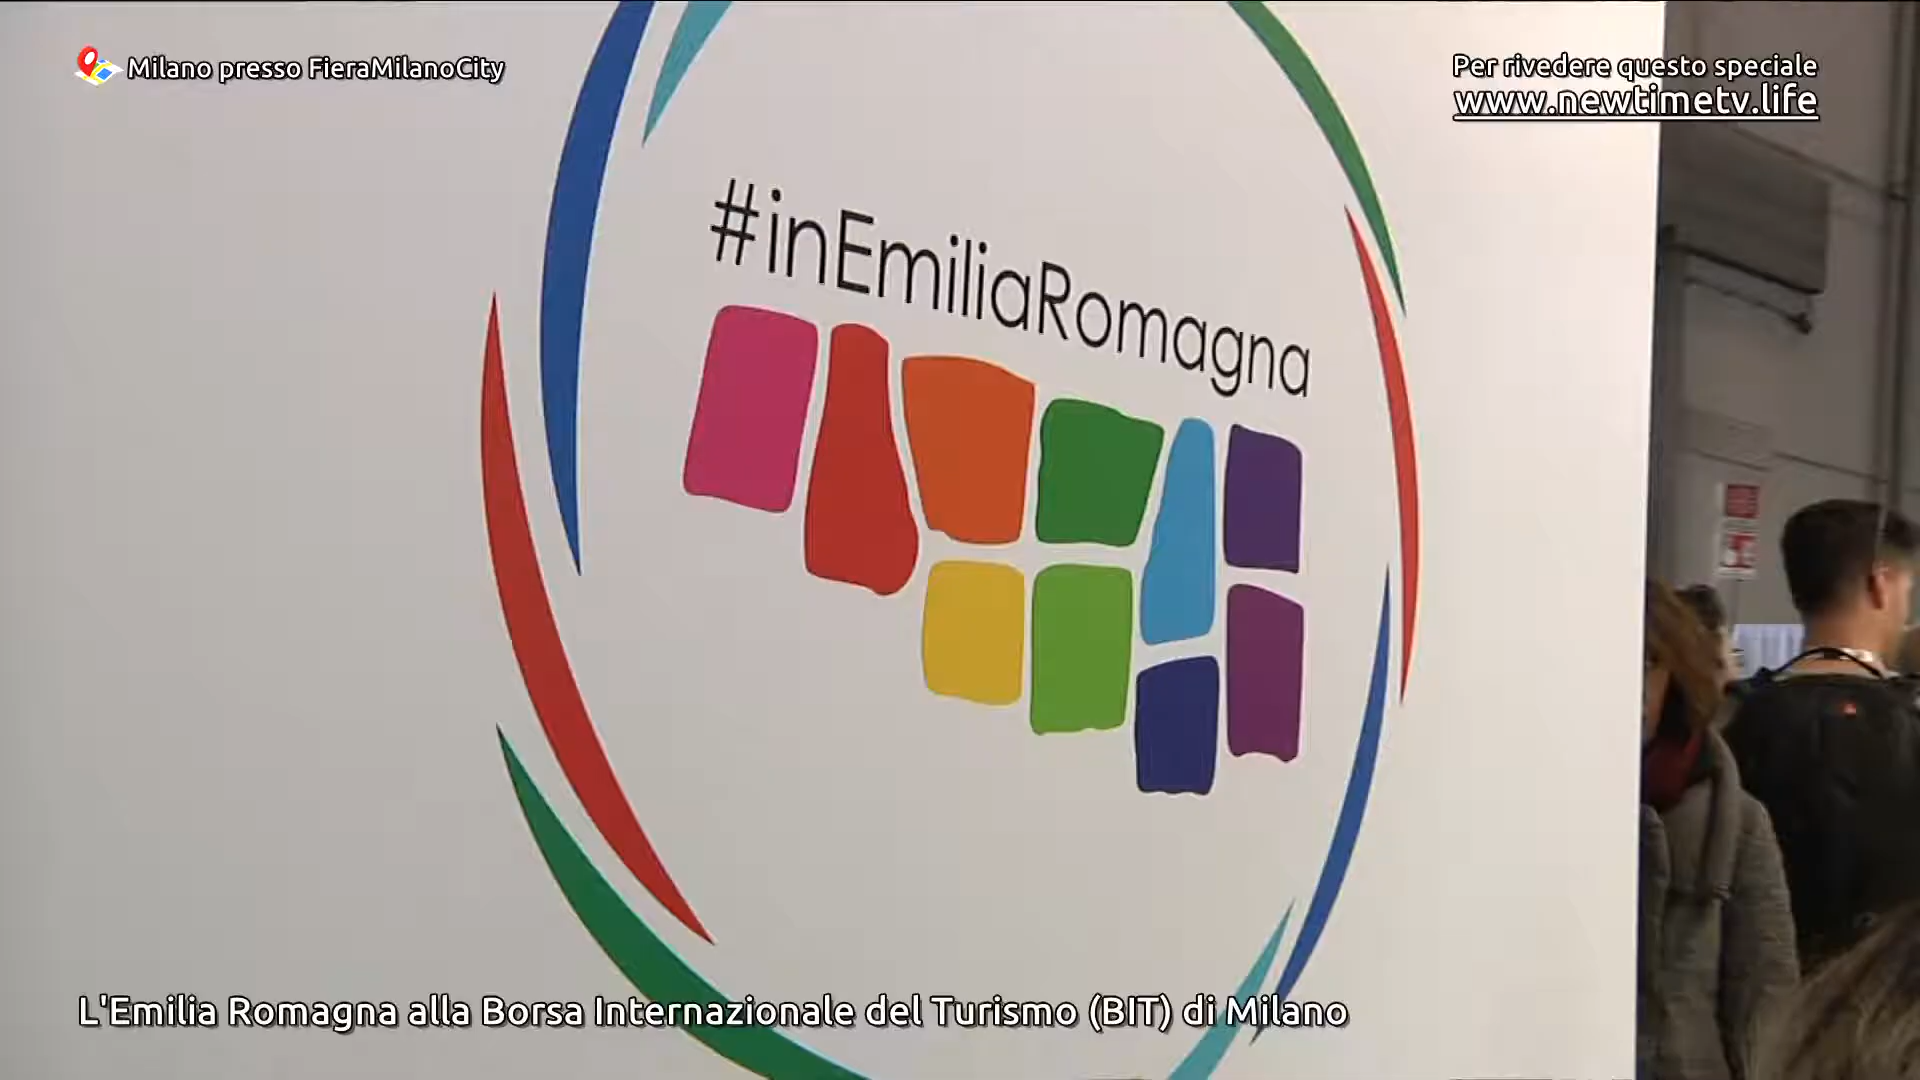 Milano presso FieraMilanoCity
Per rivedere questo speciale
www.newtimetv.life
#inEmiliaRomagna
L'Emilia Romagna alla Borsa Internazionale del Turismo (BIT) di Milano